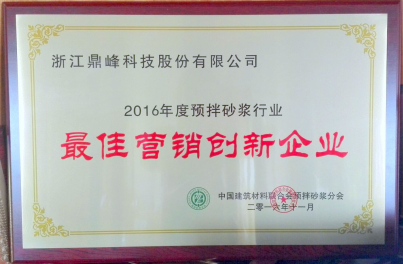 浙江鼎峰科技股份有限公司
2016年度预拌砂浆行业
最佳营销创新企业
中国建筑材料联合会预拌砂浆分会
二零一六年十一月